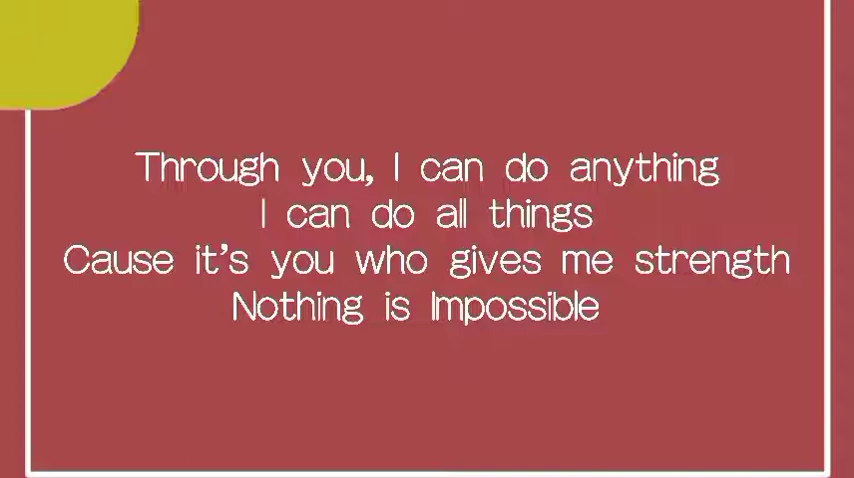 Through you, I can do anything
I can do all things
Cause it's you who gives me strength
Nothing is Impossible